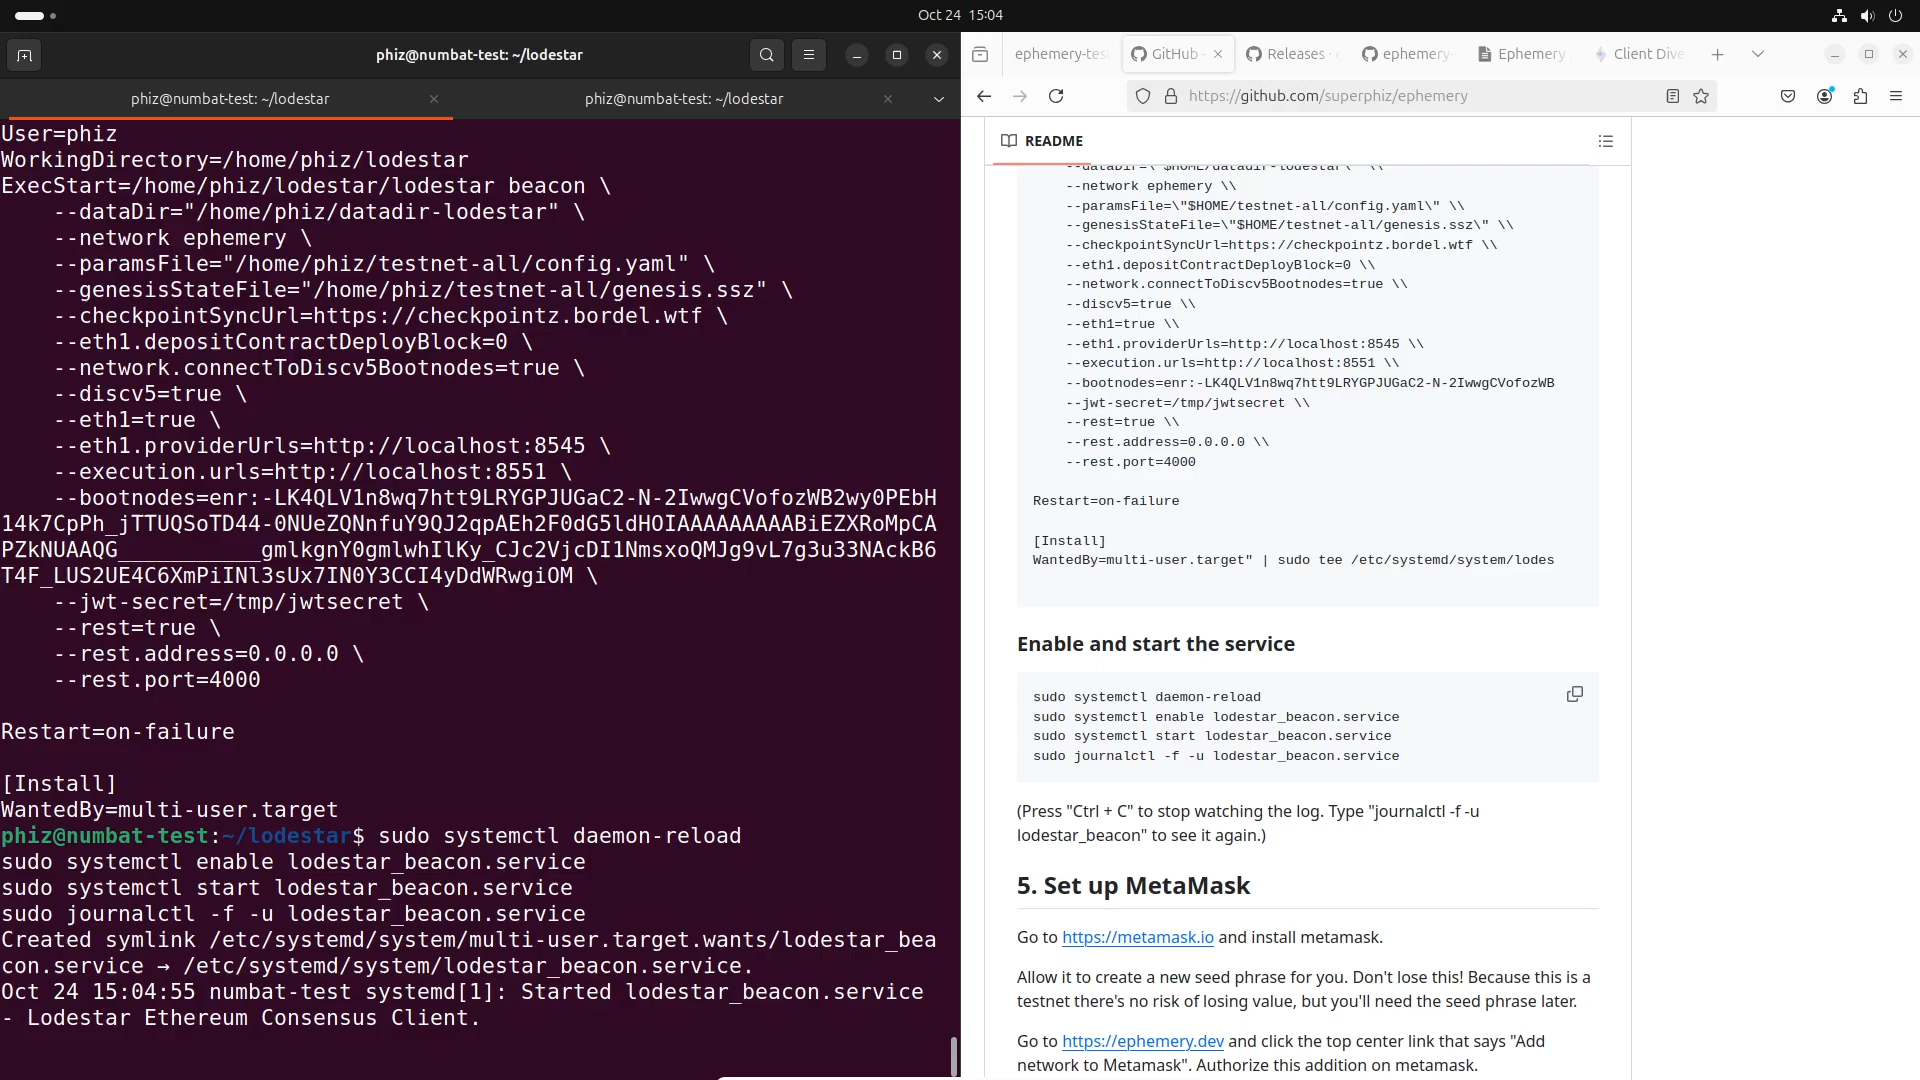 Oct 24  15:04
phiz@numbat-test: ~/lodestar
phiz@numbat-test: ~/lodestar
phiz@numbat-test: ~/lodestar
User=phiz
WorkingDirectory=/home/phiz/lodestar
ExecStart=/home/phiz/lodestar/lodestar beacon \
    --dataDir="/home/phiz/datadir-lodestar" \
    --network ephemery \
    --paramsFile="/home/phiz/testnet-all/config.yaml" \
    --genesisStateFile="/home/phiz/testnet-all/genesis.ssz" \
    --checkpointSyncUrl=https://checkpointz.bordel.wtf \
    --eth1.depositContractDeployBlock=0 \
    --network.connectToDiscv5Bootnodes=true \
    --discv5=true \
    --eth1=true \
    --eth1.providerUrls=http://localhost:8545 \
    --execution.urls=http://localhost:8551 \
    --bootnodes=enr:-LK4QLV1n8wq7htt9LRYGPJUGaC2-N-2IwwgCVofozWB2wy0PEbH
14k7CpPh_jTTUQSoTD44-0NUeZQNnfuY9QJ2qpAEh2F0dG5ldHOIAAAAAAAAABiEZXRoMpCA
PZkNUAAQG___________gmlkgnY0gmlwhIlKy_CJc2VjcDI1NmsxoQMJg9vL7g3u33NAckB6
T4F_LUS2UE4C6XmPiINl3sUx7IN0Y3CCI4yDdWRwgiOM \
    --jwt-secret=/tmp/jwtsecret \
    --rest=true \
    --rest.address=0.0.0.0 \
    --rest.port=4000
Restart=on-failure
[Install]
WantedBy=multi-user.target
phiz@numbat-test:~/lodestar$ sudo systemctl daemon-reload
sudo systemctl enable lodestar_beacon.service
sudo systemctl start lodestar_beacon.service
sudo journalctl -f -u lodestar_beacon.service
Created symlink /etc/systemd/system/multi-user.target.wants/lodestar_bea
con.service → /etc/systemd/system/lodestar_beacon.service.
Oct 24 15:04:55 numbat-test systemd[1]: Started lodestar_beacon.service
- Lodestar Ethereum Consensus Client.
ephemery-tes GitHub - Releases · e ephemery- Ephemery Client Dive
https://github.com/superphiz/ephemery
README
    --dataDir=\"$HOME/datadir-lodestar\" \\
    --network ephemery \\
    --paramsFile=\"$HOME/testnet-all/config.yaml\" \\
    --genesisStateFile=\"$HOME/testnet-all/genesis.ssz\" \\
    --checkpointSyncUrl=https://checkpointz.bordel.wtf \\
    --eth1.depositContractDeployBlock=0 \\
    --network.connectToDiscv5Bootnodes=true \\
    --discv5=true \\
    --eth1=true \\
    --eth1.providerUrls=http://localhost:8545 \\
    --execution.urls=http://localhost:8551 \\
    --bootnodes=enr:-LK4QLV1n8wq7htt9LRYGPJUGaC2-N-2IwwgCVofozWB
    --jwt-secret=/tmp/jwtsecret \\
    --rest=true \\
    --rest.address=0.0.0.0 \\
    --rest.port=4000
Restart=on-failure
[Install]
WantedBy=multi-user.target" | sudo tee /etc/systemd/system/lodes
Enable and start the service
sudo systemctl daemon-reload
sudo systemctl enable lodestar_beacon.service
sudo systemctl start lodestar_beacon.service
sudo journalctl -f -u lodestar_beacon.service
(Press "Ctrl + C" to stop watching the log. Type "journalctl -f -u
lodestar_beacon" to see it again.)
5. Set up MetaMask
Go to https://metamask.io and install metamask.
Allow it to create a new seed phrase for you. Don't lose this! Because this is a
testnet there's no risk of losing value, but you'll need the seed phrase later.
Go to https://ephemery.dev and click the top center link that says "Add
network to Metamask". Authorize this addition on metamask.